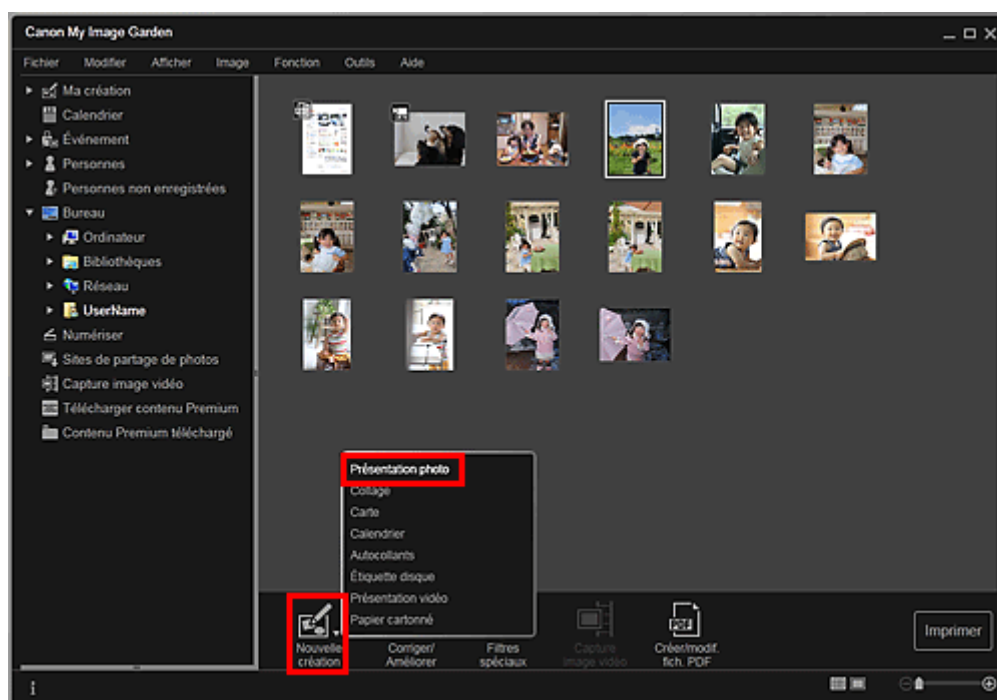 Canon My Image Garden
Fichier Modifier Afficher Image Fonction Outils Aide
Ma création
Calendrier
Événement
Personnes
Personnes non enregistrées
Bureau
Ordinateur
Bibliothèques
Réseau
UserName
Numériser
Sites de partage de photos
Capture image vidéo
Télécharger contenu Premium
Contenu Premium téléchargé
Présentation photo
Collage
Carte
Calendrier
Autocollants
Étiquette disque
Présentation vidéo
Papier cartonné
Nouvelle création
Corriger/ Améliorer
Filtres spéciaux
Capture image vidéo
PDF
Créer/modif. fich. PDF
Imprimer